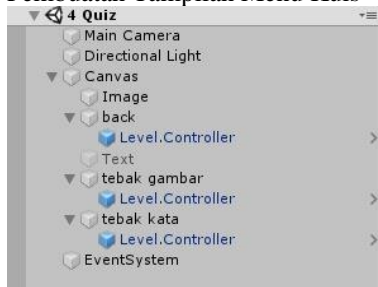 Pembuatan Tampilan Menu Kuis
4 Quiz
Main Camera
Directional Light
Canvas
Image
back
Level.Controller
Text
tebak gambar
Level.Controller
tebak kata
Level.Controller
EventSystem